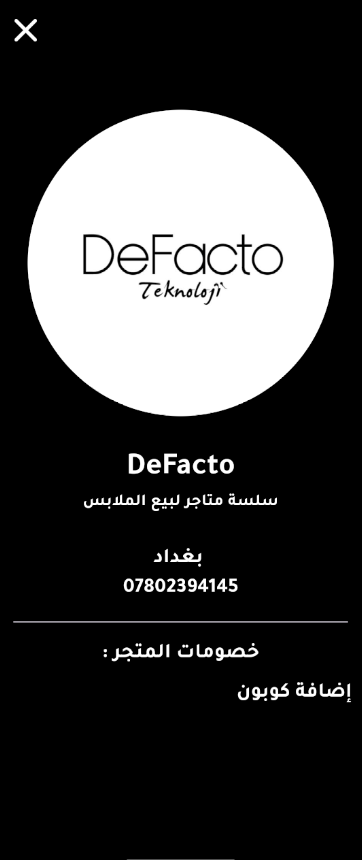 DeFacto
Teknoloji
DeFacto
سلسة متاجر لبيع الملابس
بغداد
07802394145
خصومات المتجر :
إضافة كوبون